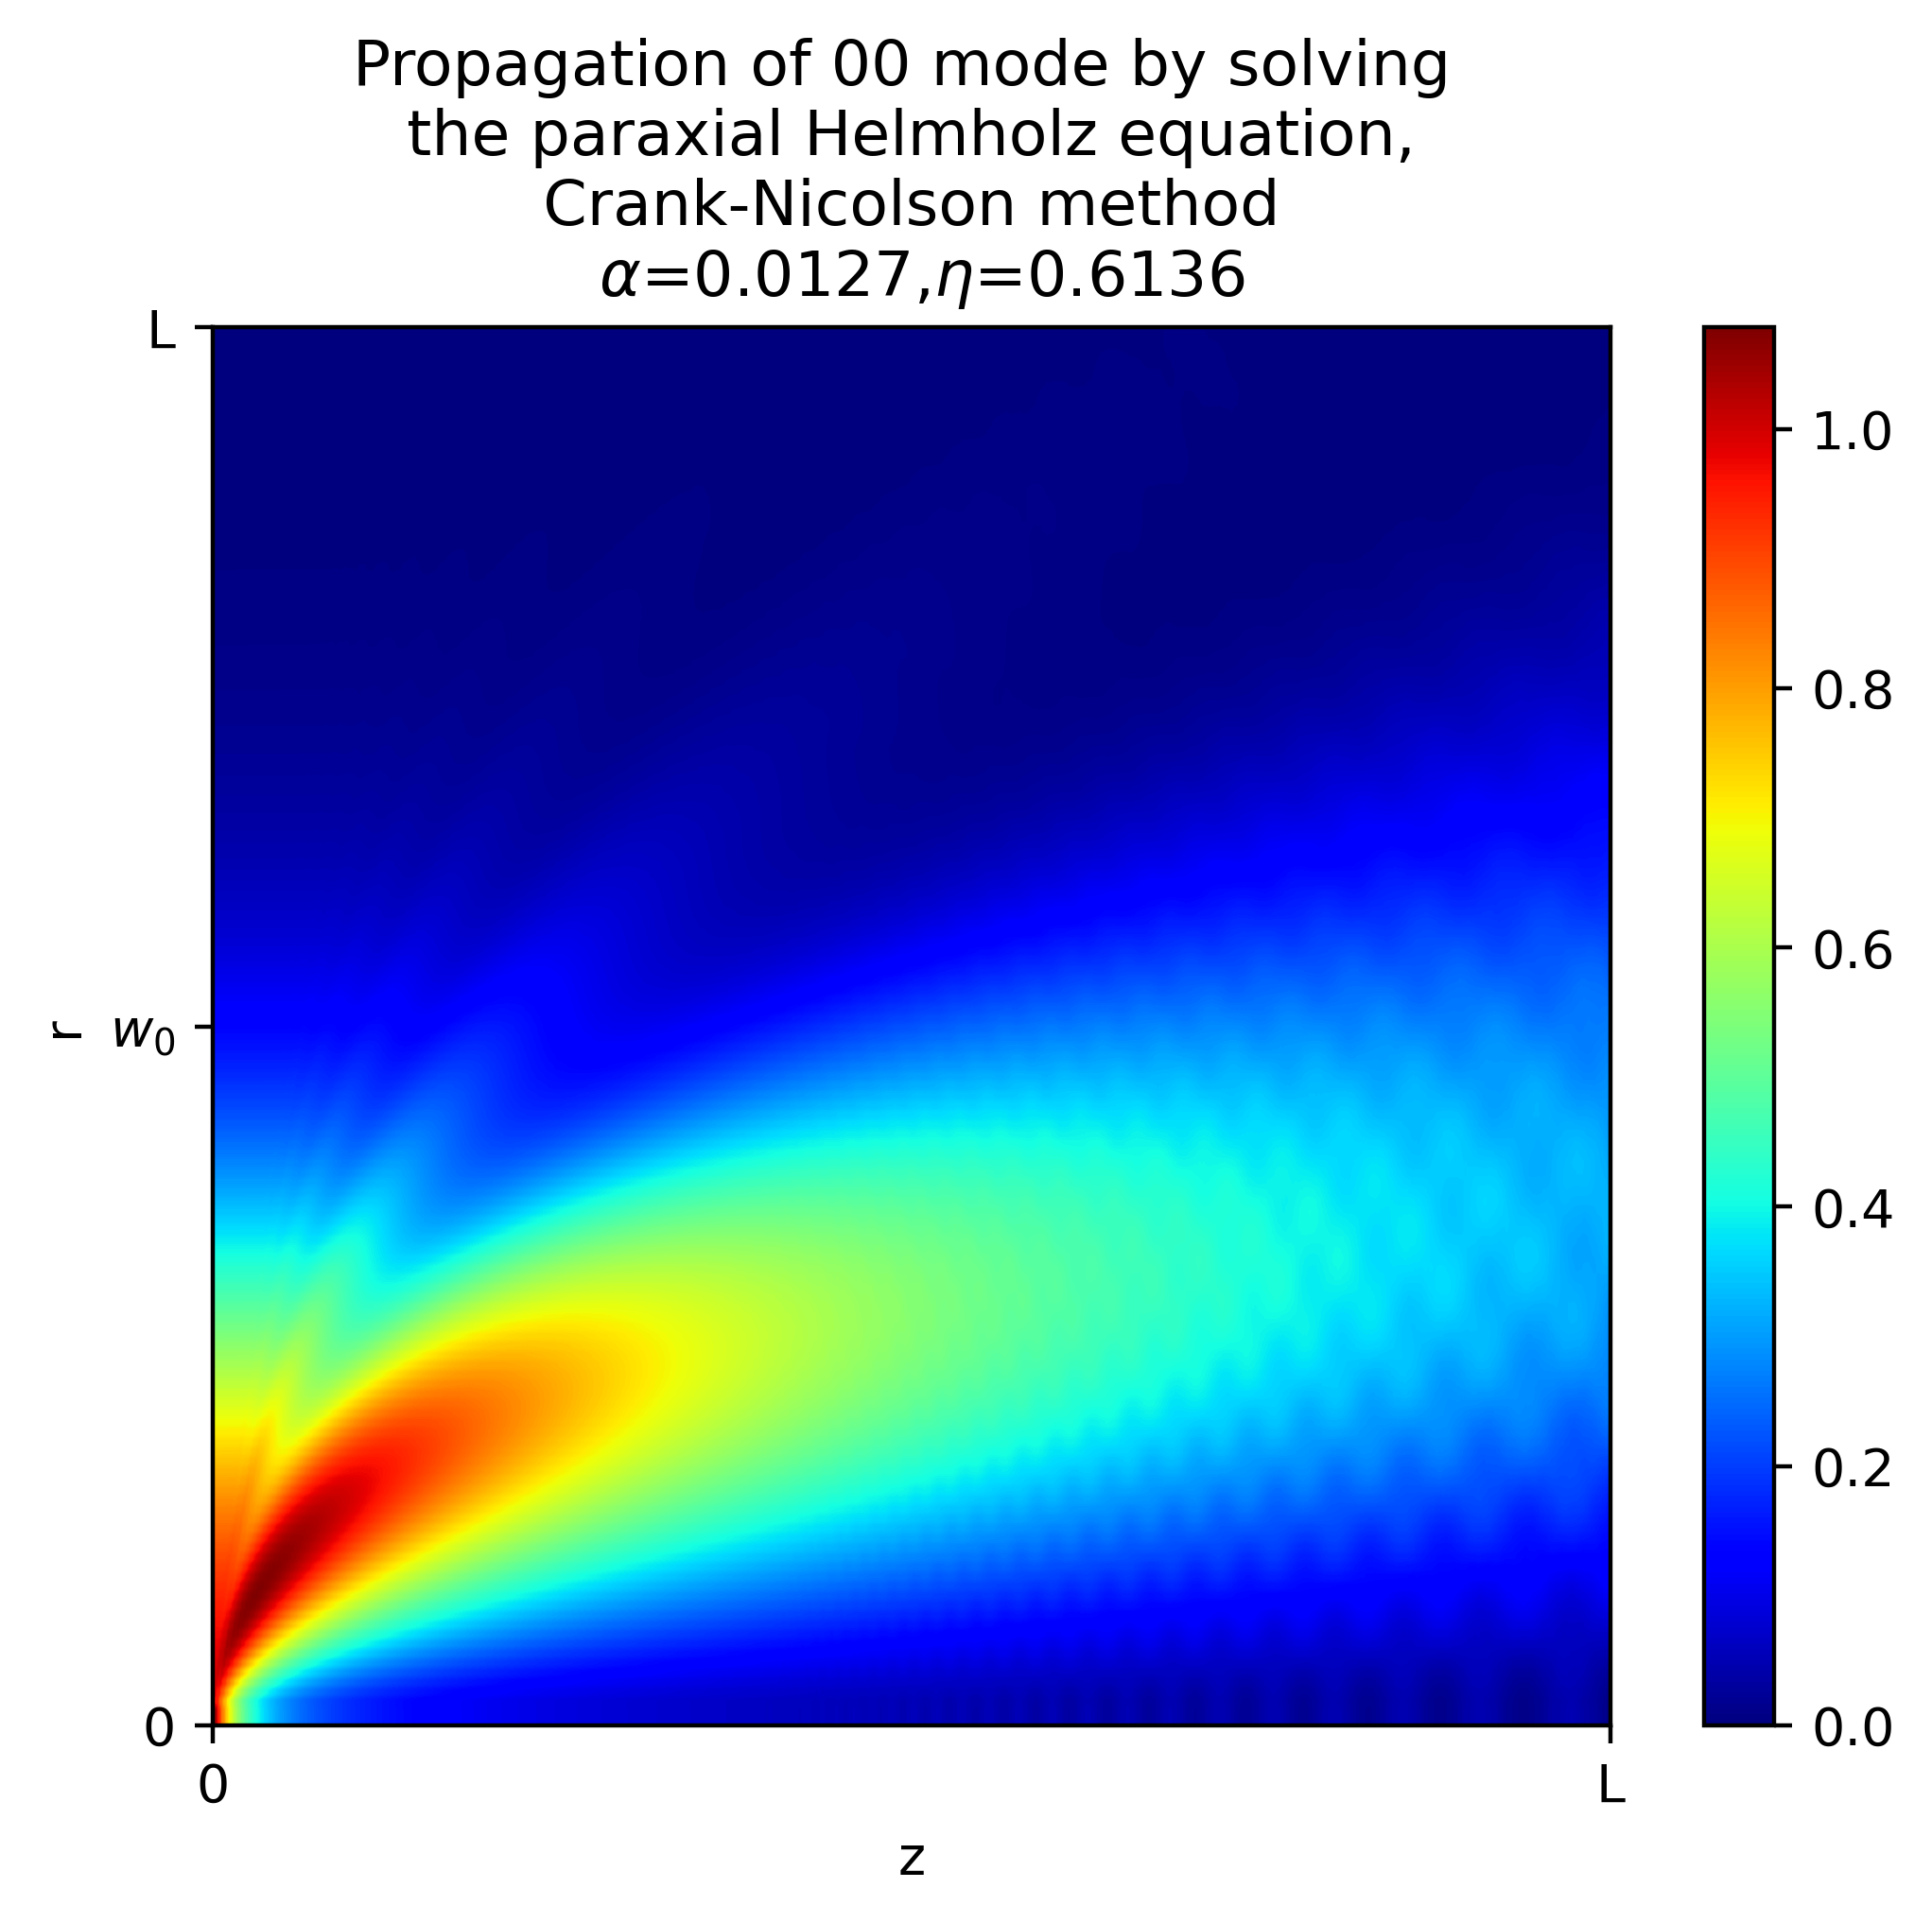 Propagation of 00 mode by solving
the paraxial Helmholz equation,
Crank-Nicolson method
α=0.0127,η=0.6136
L
r
w₀
0
0
L
z
1.0
0.8
0.6
0.4
0.2
0.0